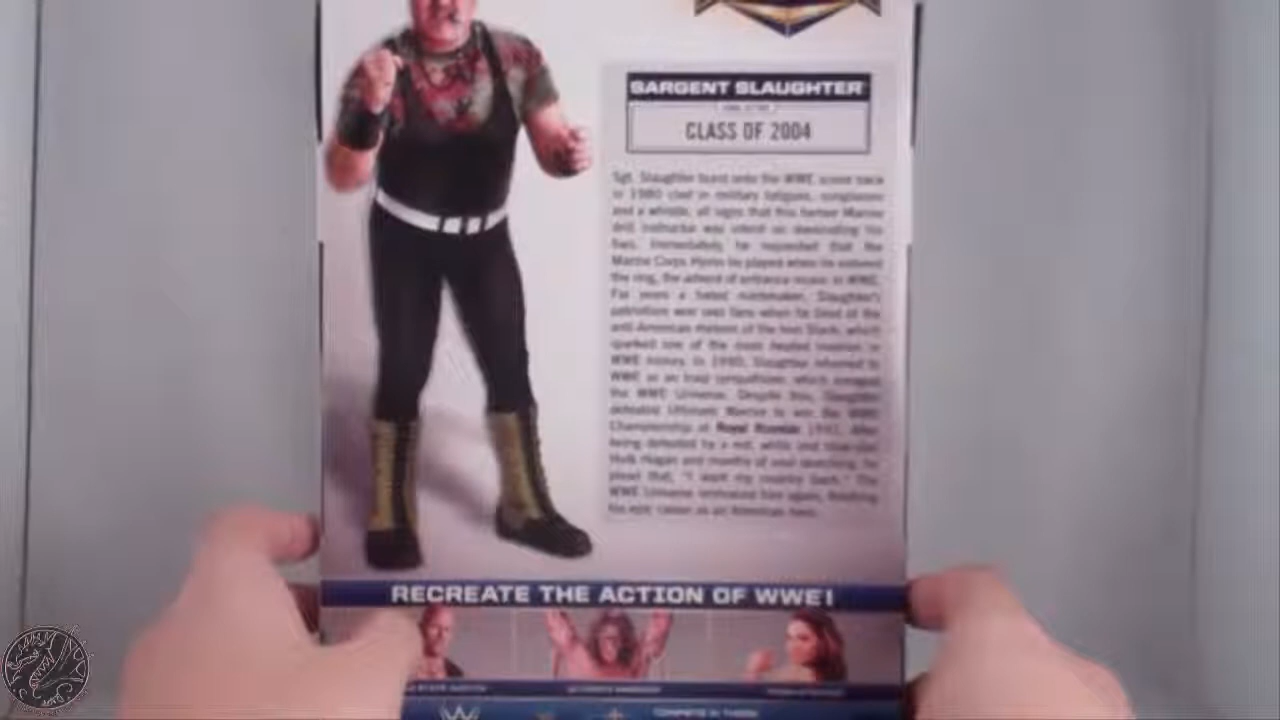 SARGENT SLAUGHTER
CLASS OF 2004
Sgt. Slaughter burst onto the WWE scene back
in 1980 clad in military fatigues, sunglasses
and a whistle, all signs that this former Marine
drill instructor was intent on dominating his
foes. Immediately, he requested that the
Marine Corps Hymn be played when he entered
the ring, the advent of entrance music in WWE.
For years a hated rulebreaker, Slaughter's
patriotism won over fans when he tired of the
anti-American rhetoric of the Iron Sheik, which
sparked one of the most heated rivalries in
WWE history. In 1990, Slaughter returned to
WWE as an Iraqi sympathizer, which enraged
the WWE Universe. Despite this, Slaughter
defeated Ultimate Warrior to win the WWE
Championship at Royal Rumble 1991. After
being defeated by a red, white and
Hulk Hogan and months of soul searching, he
plead that, "I want my country back." The
WWE Universe embraced him again, finishing
his epic career as an American hero.
RECREATE THE ACTION OF WWE!
COMPETE IN THESE